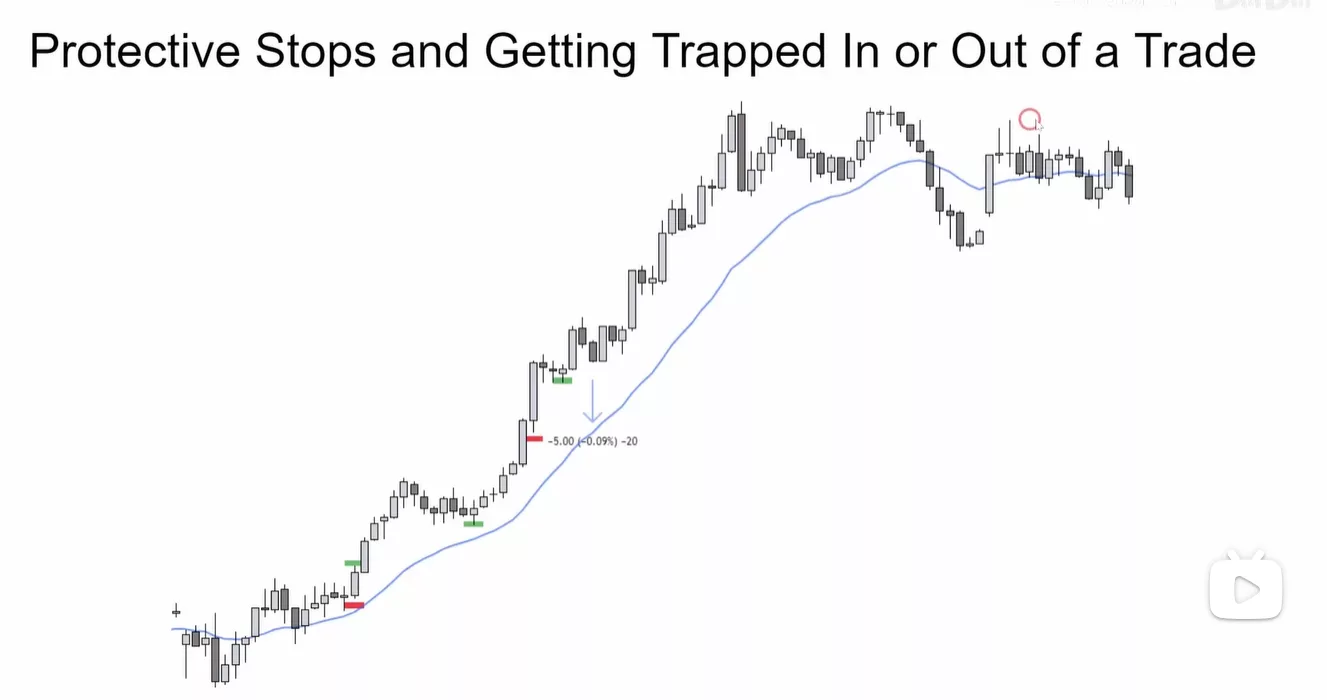 Protective Stops and Getting Trapped In or Out of a Trade
-5.00 (-0.09%) -20